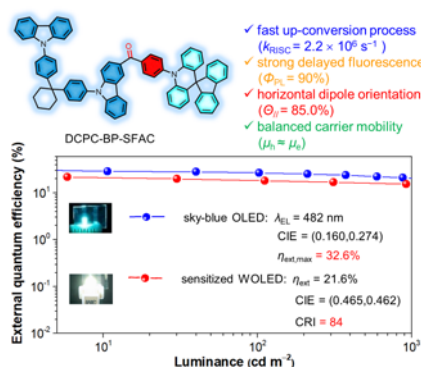 ✓ fast up-conversion process
(kRISC = 2.2 × 10⁶ s⁻¹)
✓ strong delayed fluorescence
(ΦPL = 90%)
✓ horizontal dipole orientation
(Θ// = 85.0%)
✓ balanced carrier mobility
(μh ≈ μe)
O
N
N
N
DCPC-BP-SFAC
External quantum efficiency (%)
10¹
10⁰
10⁻¹
10⁻²
sky-blue OLED: λEL = 482 nm
CIE = (0.160,0.274)
ηext,max = 32.6%
sensitized WOLED: ηext = 21.6%
CIE = (0.465,0.462)
CRI = 84
10¹ 10² 10³
Luminance (cd m⁻²)